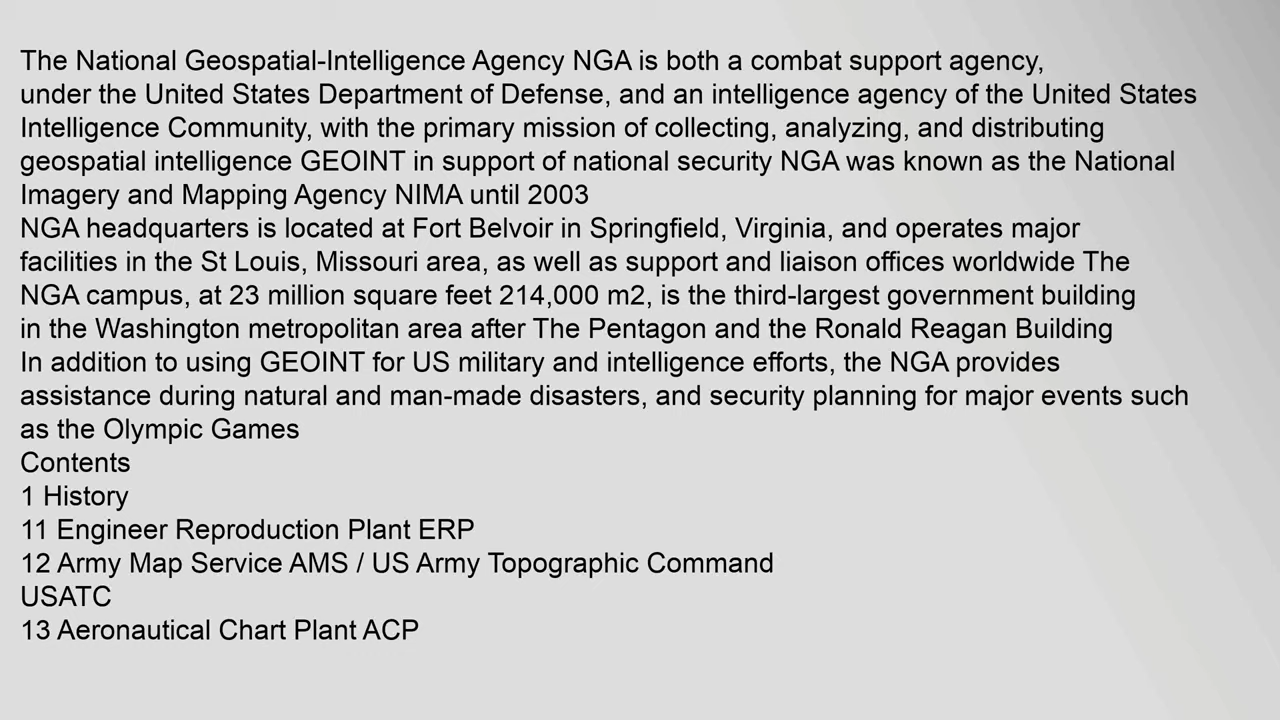 The National Geospatial-Intelligence Agency NGA is both a combat support agency,
under the United States Department of Defense, and an intelligence agency of the United States
Intelligence Community, with the primary mission of collecting, analyzing, and distributing
geospatial intelligence GEOINT in support of national security NGA was known as the National
Imagery and Mapping Agency NIMA until 2003
NGA headquarters is located at Fort Belvoir in Springfield, Virginia, and operates major
facilities in the St Louis, Missouri area, as well as support and liaison offices worldwide The
NGA campus, at 23 million square feet 214,000 m2, is the third-largest government building
in the Washington metropolitan area after The Pentagon and the Ronald Reagan Building
In addition to using GEOINT for US military and intelligence efforts, the NGA provides
assistance during natural and man-made disasters, and security planning for major events such
as the Olympic Games
Contents
1 History
11 Engineer Reproduction Plant ERP
12 Army Map Service AMS / US Army Topographic Command
USATC
13 Aeronautical Chart Plant ACP